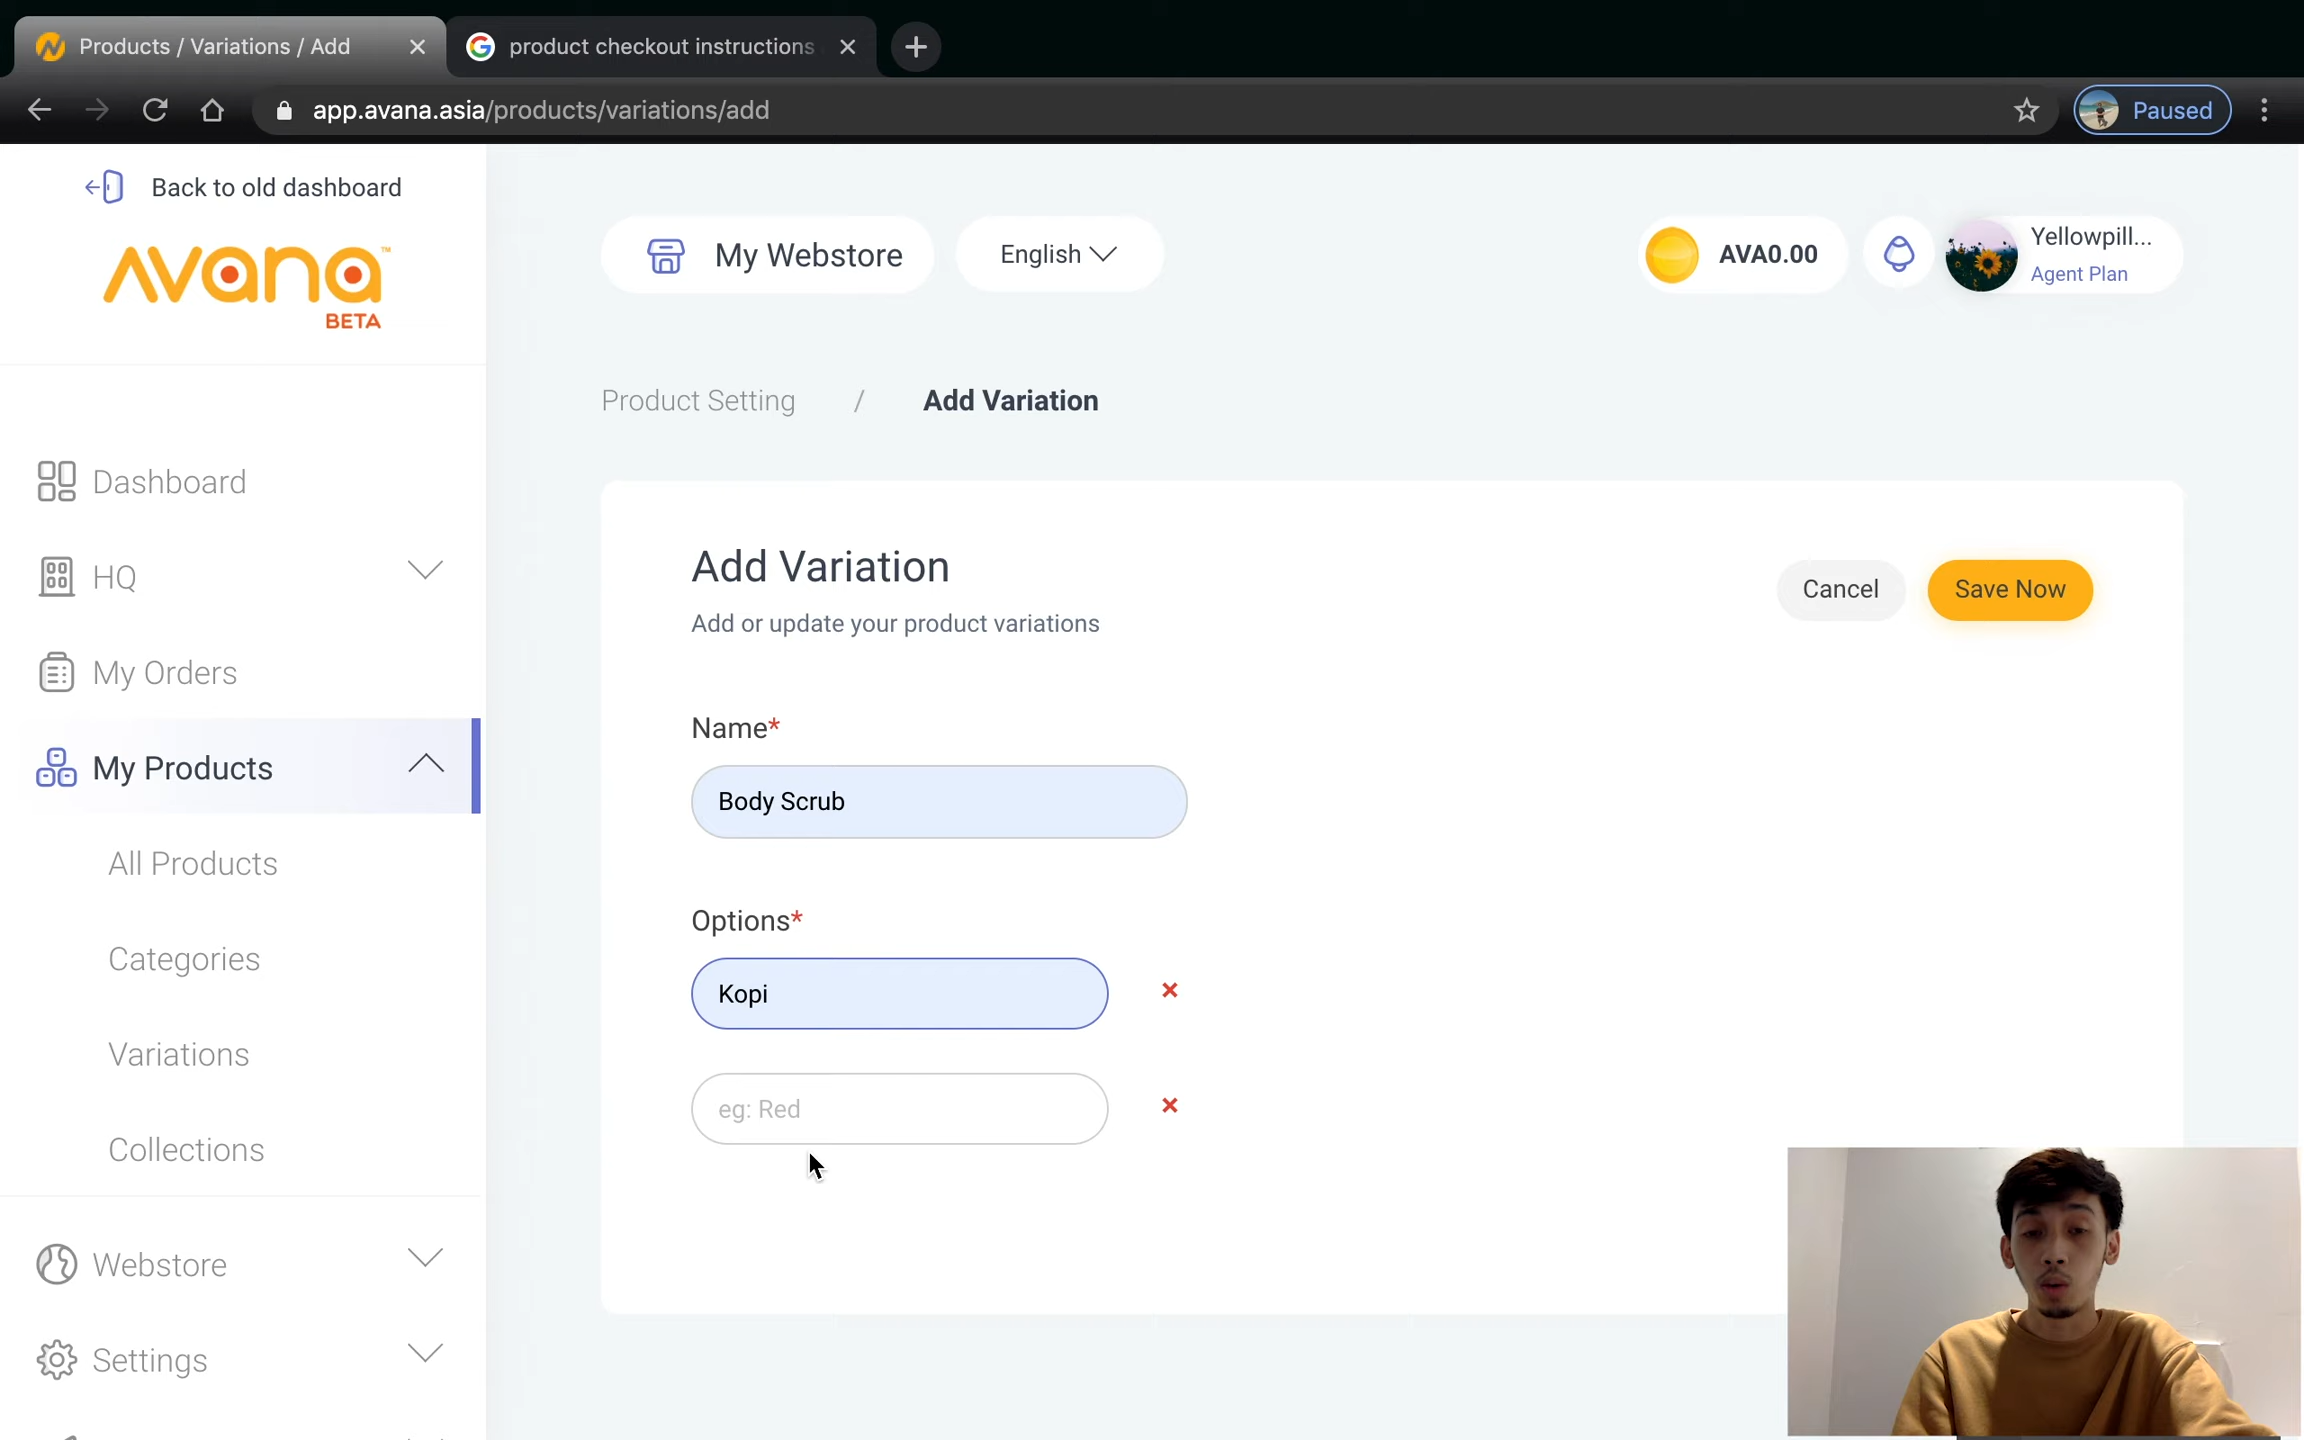 Products / Variations / Add
product checkout instructions
app.avana.asia/products/variations/add
Paused
Back to old dashboard
avana™
BETA
My Webstore
English
AVA0.00
Yellowpill...
Agent Plan
Product Setting / Add Variation
Dashboard
HQ
My Orders
My Products
All Products
Categories
Variations
Collections
Webstore
Settings
Add Variation
Add or update your product variations
Cancel
Save Now
Name*
Body Scrub
Options*
Kopi
eg: Red